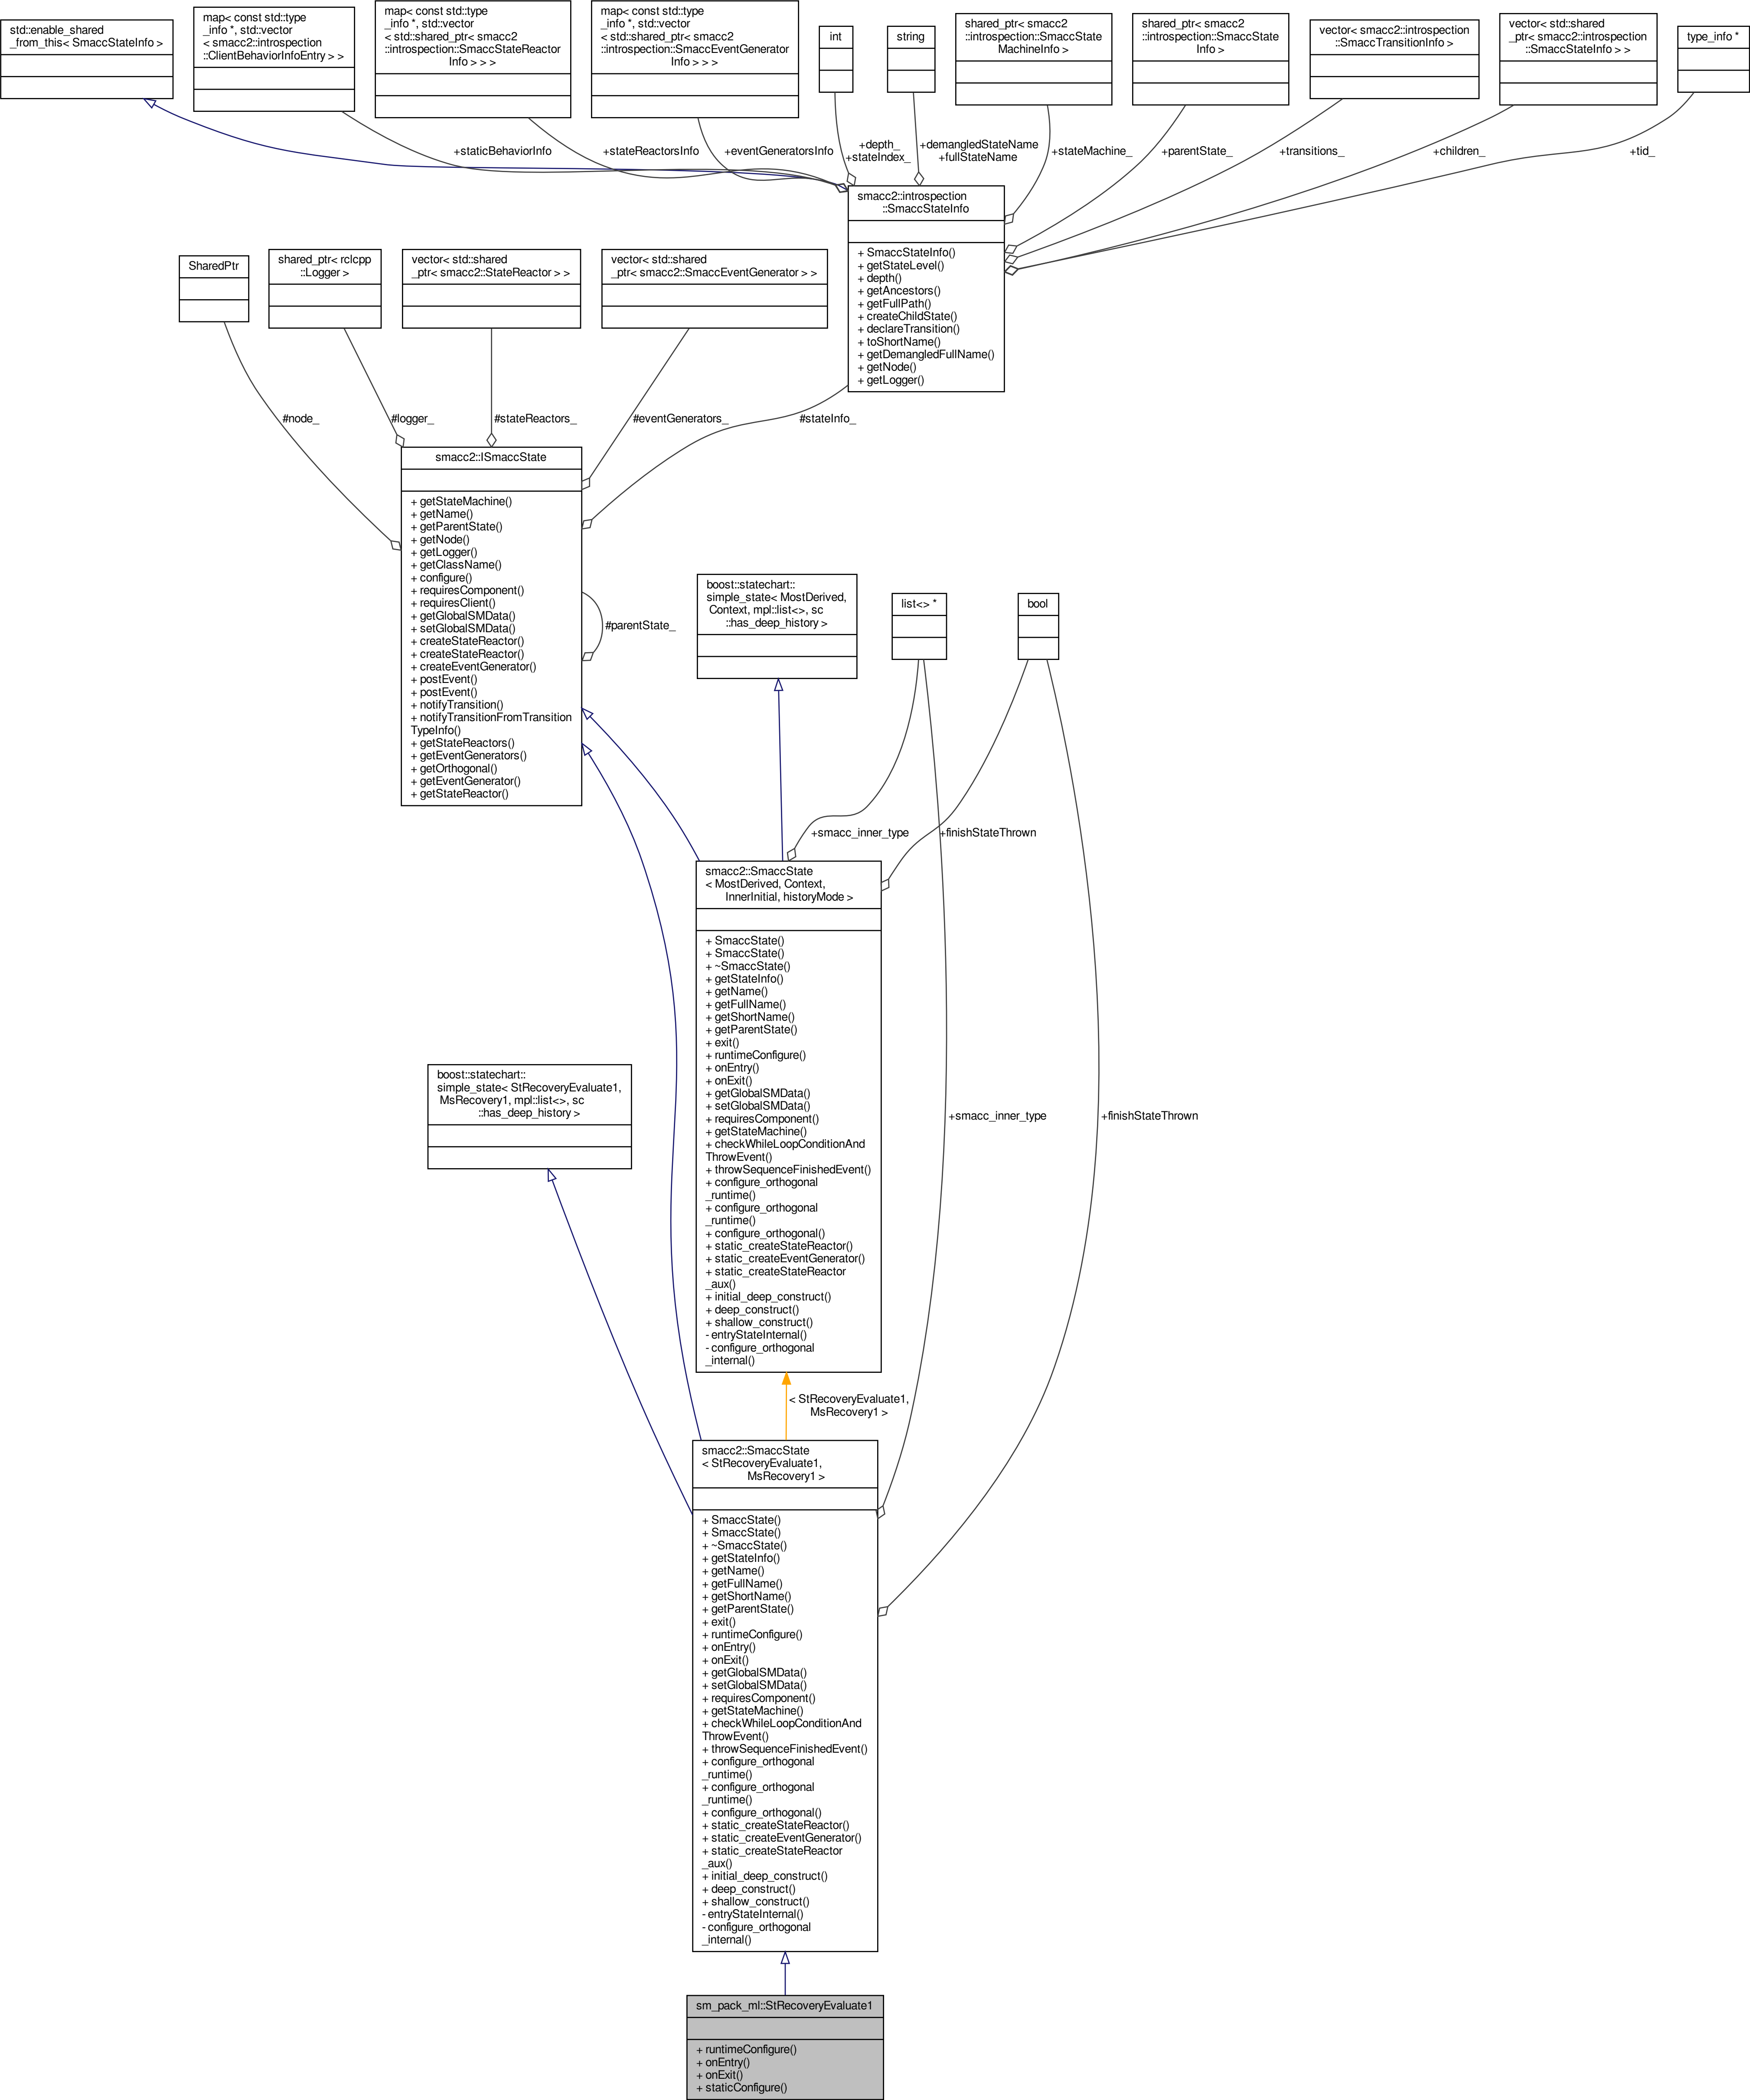 std::enable_shared
_from_this< SmaccStateInfo >
map< const std::type
_info *, std::vector
< smacc2::introspection
::ClientBehaviorInfoEntry > >
map< const std::type
_info *, std::vector
< std::shared_ptr< smacc2
::introspection::SmaccStateReactor
Info > > >
map< const std::type
_info *, std::vector
< std::shared_ptr< smacc2
::introspection::SmaccEventGenerator
Info > > >
int
string
shared_ptr< smacc2
::introspection::SmaccState
MachineInfo >
shared_ptr< smacc2
::introspection::SmaccState
Info >
vector< smacc2::introspection
::SmaccTransitionInfo >
vector< std::shared
_ptr< smacc2::introspection
::SmaccStateInfo > >
type_info *
+staticBehaviorInfo
+stateReactorsInfo
+eventGeneratorsInfo
+depth_
+stateIndex_
+demangledStateName
+fullStateName
+stateMachine_
+parentState_
+transitions_
+children_
+tid_
smacc2::introspection
::SmaccStateInfo
+ SmaccStateInfo()
+ getStateLevel()
+ depth()
+ getAncestors()
+ getFullPath()
+ createChildState()
+ declareTransition()
+ toShortName()
+ getDemangledFullName()
+ getNode()
+ getLogger()
SharedPtr
shared_ptr< rclcpp
::Logger >
vector< std::shared
_ptr< smacc2::StateReactor > >
vector< std::shared
_ptr< smacc2::SmaccEventGenerator > >
#node_
#logger_
#stateReactors_
#eventGenerators_
#stateInfo_
smacc2::ISmaccState
+ getStateMachine()
+ getName()
+ getParentState()
+ getNode()
+ getLogger()
+ getClassName()
+ configure()
+ requiresComponent()
+ requiresClient()
+ getGlobalSMData()
+ setGlobalSMData()
+ createStateReactor()
+ createStateReactor()
+ createEventGenerator()
+ postEvent()
+ postEvent()
+ notifyTransition()
+ notifyTransitionFromTransition
TypeInfo()
+ getStateReactors()
+ getEventGenerators()
+ getOrthogonal()
+ getEventGenerator()
+ getStateReactor()
#parentState_
boost::statechart::
simple_state< MostDerived,
Context, mpl::list<>, sc
::has_deep_history >
list<> *
bool
+smacc_inner_type
+finishStateThrown
smacc2::SmaccState
< MostDerived, Context,
InnerInitial, historyMode >
+ SmaccState()
+ SmaccState()
+ ~SmaccState()
+ getStateInfo()
+ getName()
+ getFullName()
+ getShortName()
+ getParentState()
+ exit()
+ runtimeConfigure()
+ onEntry()
+ onExit()
+ getGlobalSMData()
+ setGlobalSMData()
+ requiresComponent()
+ getStateMachine()
+ checkWhileLoopConditionAnd
ThrowEvent()
+ throwSequenceFinishedEvent()
+ configure_orthogonal
_runtime()
+ configure_orthogonal
_runtime()
+ configure_orthogonal()
+ static_createStateReactor()
+ static_createEventGenerator()
+ static_createStateReactor
_aux()
+ initial_deep_construct()
+ deep_construct()
+ shallow_construct()
- entryStateInternal()
- configure_orthogonal
_internal()
boost::statechart::
simple_state< StRecoveryEvaluate1,
MsRecovery1, mpl::list<>, sc
::has_deep_history >
+smacc_inner_type
+finishStateThrown
< StRecoveryEvaluate1,
MsRecovery1 >
smacc2::SmaccState
< StRecoveryEvaluate1,
MsRecovery1 >
+ SmaccState()
+ SmaccState()
+ ~SmaccState()
+ getStateInfo()
+ getName()
+ getFullName()
+ getShortName()
+ getParentState()
+ exit()
+ runtimeConfigure()
+ onEntry()
+ onExit()
+ getGlobalSMData()
+ setGlobalSMData()
+ requiresComponent()
+ getStateMachine()
+ checkWhileLoopConditionAnd
ThrowEvent()
+ throwSequenceFinishedEvent()
+ configure_orthogonal
_runtime()
+ configure_orthogonal
_runtime()
+ configure_orthogonal()
+ static_createStateReactor()
+ static_createEventGenerator()
+ static_createStateReactor
_aux()
+ initial_deep_construct()
+ deep_construct()
+ shallow_construct()
- entryStateInternal()
- configure_orthogonal
_internal()
sm_pack_ml::StRecoveryEvaluate1
+ runtimeConfigure()
+ onEntry()
+ onExit()
+ staticConfigure()